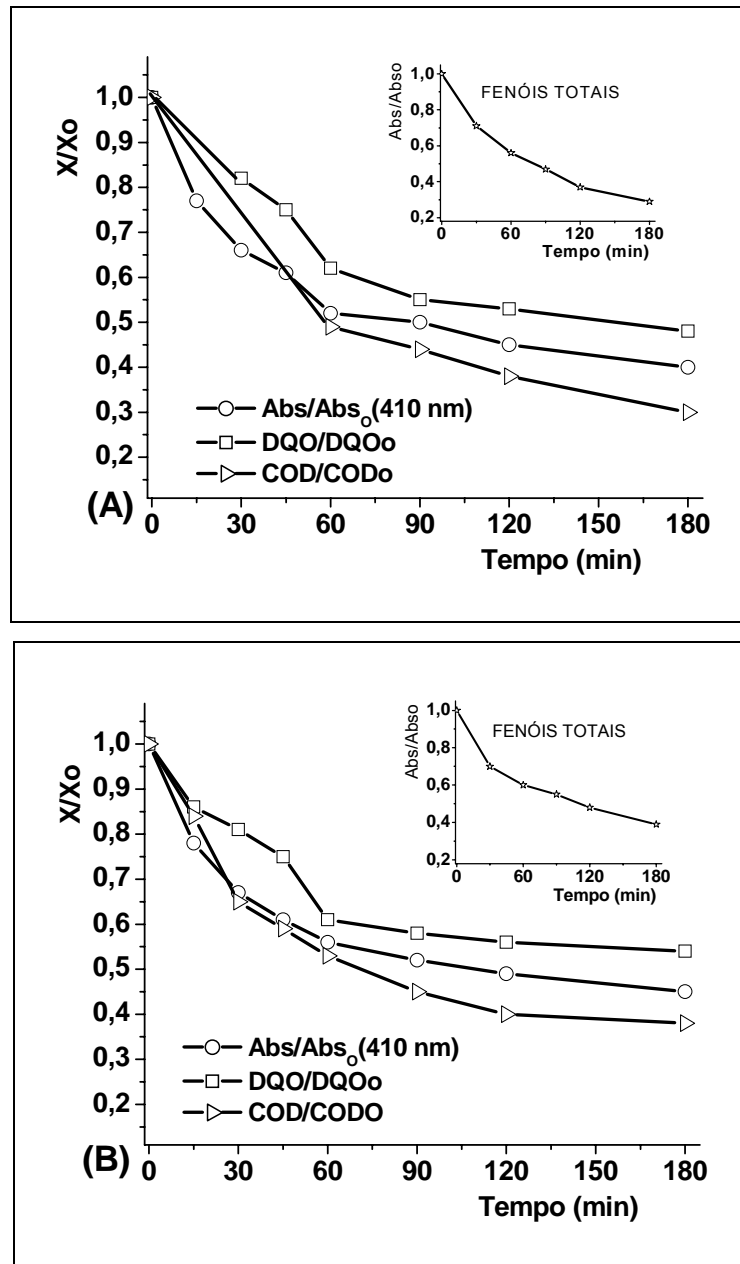 1,0
0,9
0,8
0,7
0,6
0,5
0,4
0,3
0,2
X/Xo
0 30 60 90 120 150 180
Tempo (min)
(A)
Abs/Abso(410 nm)
DQO/DQOo
COD/CODo
FENÓIS TOTAIS
Abs/Abso
1,0
0,8
0,6
0,4
0,2
0 60 120 180
Tempo (min)
1,0
0,9
0,8
0,7
0,6
0,5
0,4
0,3
0,2
X/Xo
0 30 60 90 120 150 180
Tempo (min)
(B)
Abs/Abso(410 nm)
DQO/DQOo
COD/CODO
FENÓIS TOTAIS
Abs/Abso
1,0
0,8
0,6
0,4
0,2
0 60 120 180
Tempo (min)